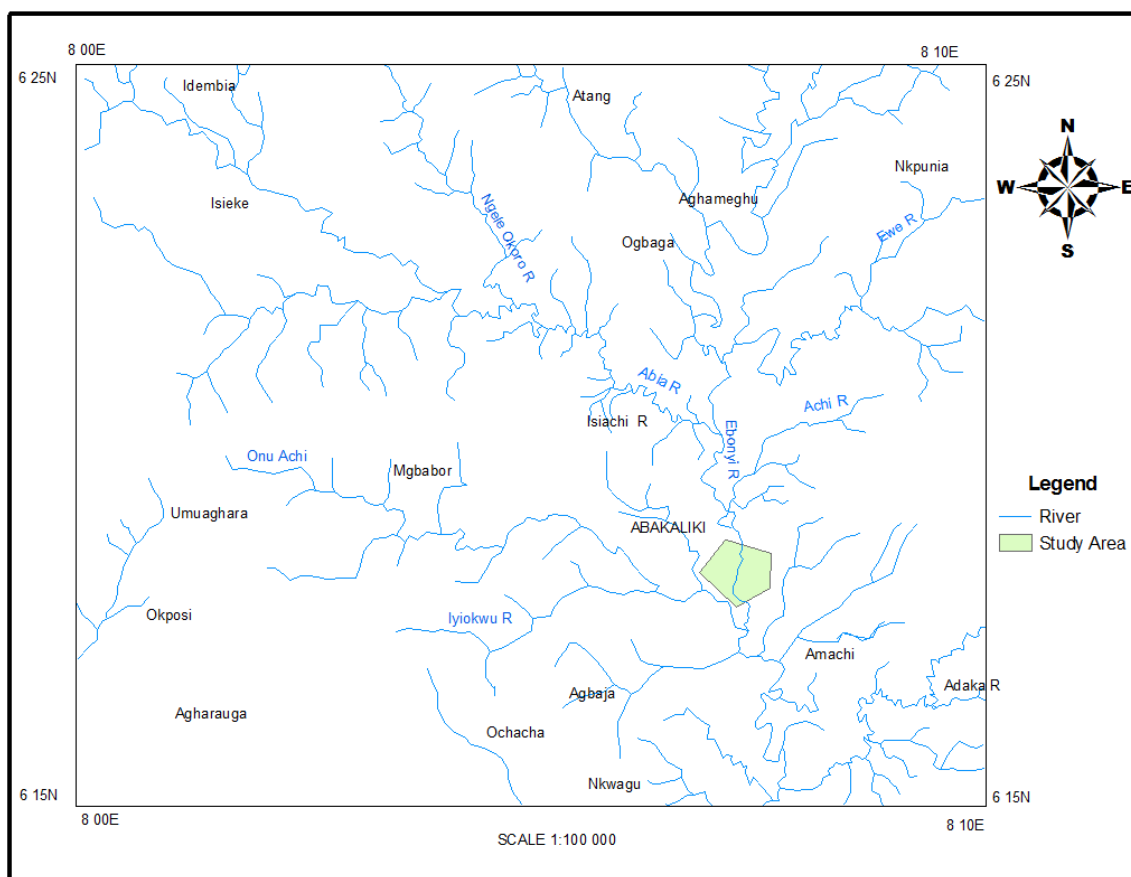 8 00E
8 10E
6 25N
6 25N
Idembia
Atang
N
Nkpunia
W
E
Isieke
Aghameghu
Ngele Okoro R
Ewe R
Ogbaga
S
Abia R
Achi R
Isiachi R
Ebonyi R
Onu Achi
Mgbabor
Legend
River
Study Area
Umuaghara
ABAKALIKI
Okposi
Iyiokwu R
Amachi
Adaka R
Agbaja
Agharauga
Ochacha
Nkwagu
6 15N
6 15N
8 00E
8 10E
SCALE 1:100 000